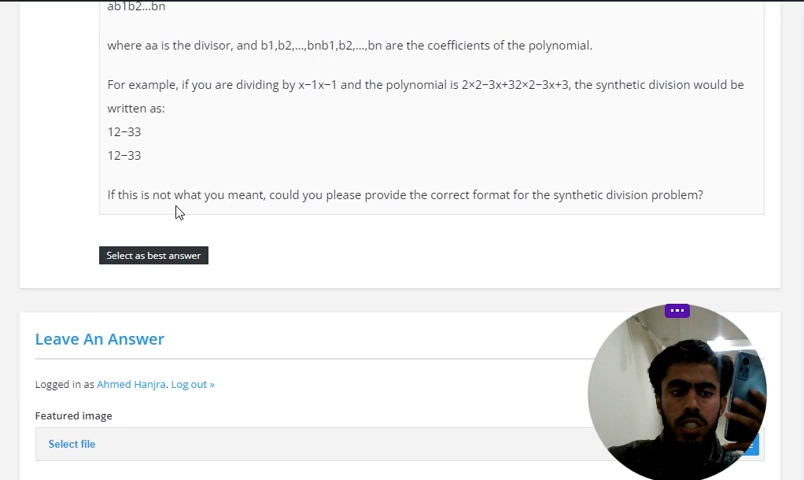 ab1b2…bn
where aa is the divisor, and b1,b2,…,bnb1,b2,…,bn are the coefficients of the polynomial.
For example, if you are dividing by x−1x−1 and the polynomial is 2×2−3x+32×2−3x+3, the synthetic division would be
written as:
12−33
12−33
If this is not what you meant, could you please provide the correct format for the synthetic division problem?
Select as best answer
Leave An Answer
Logged in as Ahmed Hanjra. Log out »
Featured image
Select file